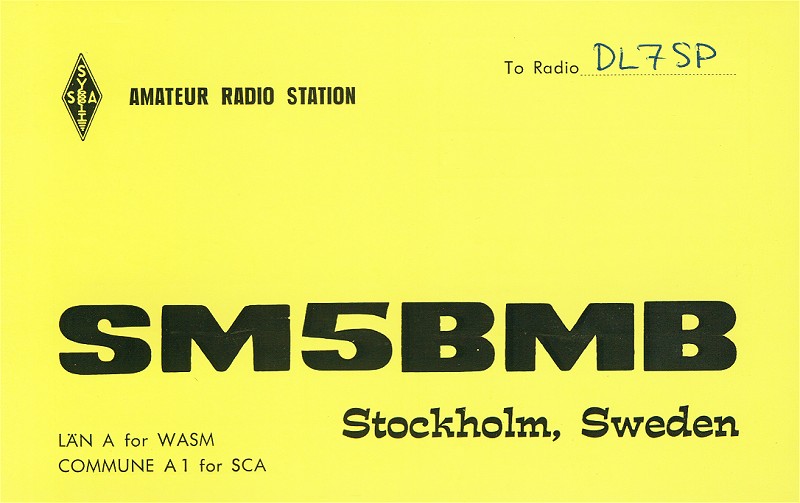 To Radio DL7SP
SSA
AMATEUR RADIO STATION
SM5BMB
Stockholm, Sweden
LÄN A for WASM
COMMUNE A1 for SCA